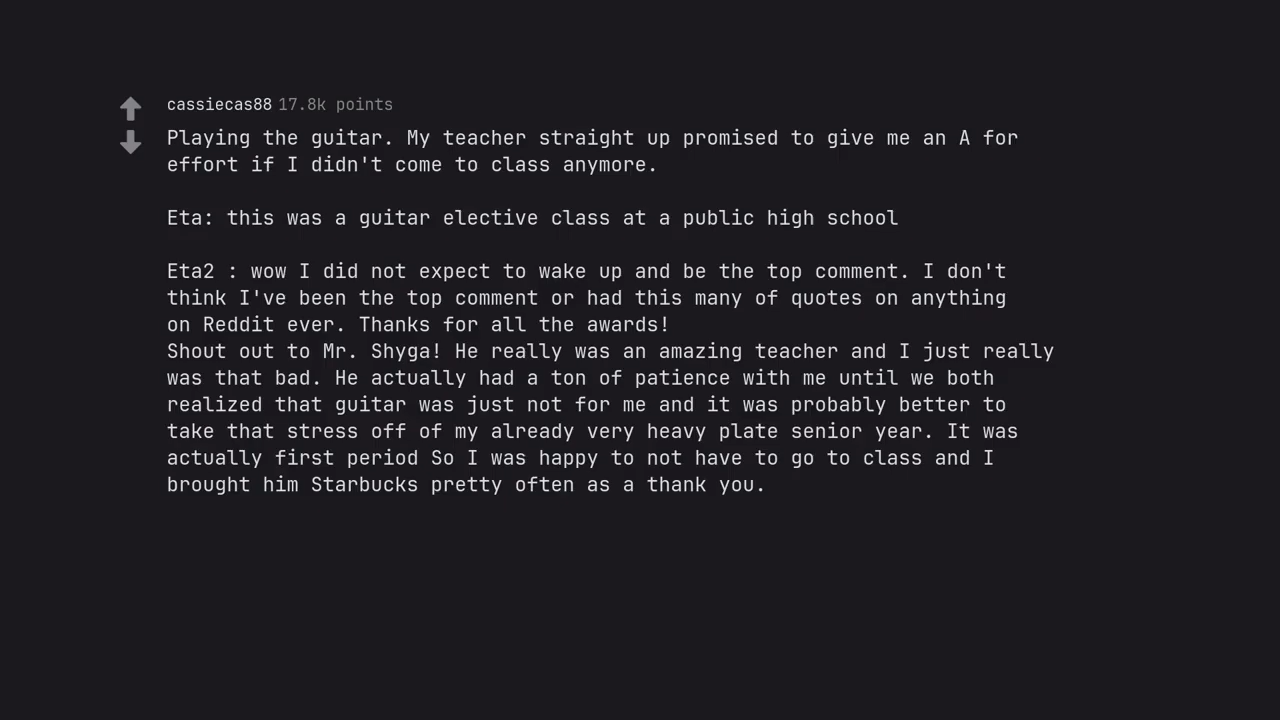 cassiecas88 17.8k points
Playing the guitar. My teacher straight up promised to give me an A for
effort if I didn't come to class anymore.
Eta: this was a guitar elective class at a public high school
Eta2 : wow I did not expect to wake up and be the top comment. I don't
think I've been the top comment or had this many of quotes on anything
on Reddit ever. Thanks for all the awards!
Shout out to Mr. Shyga! He really was an amazing teacher and I just really
was that bad. He actually had a ton of patience with me until we both
realized that guitar was just not for me and it was probably better to
take that stress off of my already very heavy plate senior year. It was
actually first period So I was happy to not have to go to class and I
brought him Starbucks pretty often as a thank you.